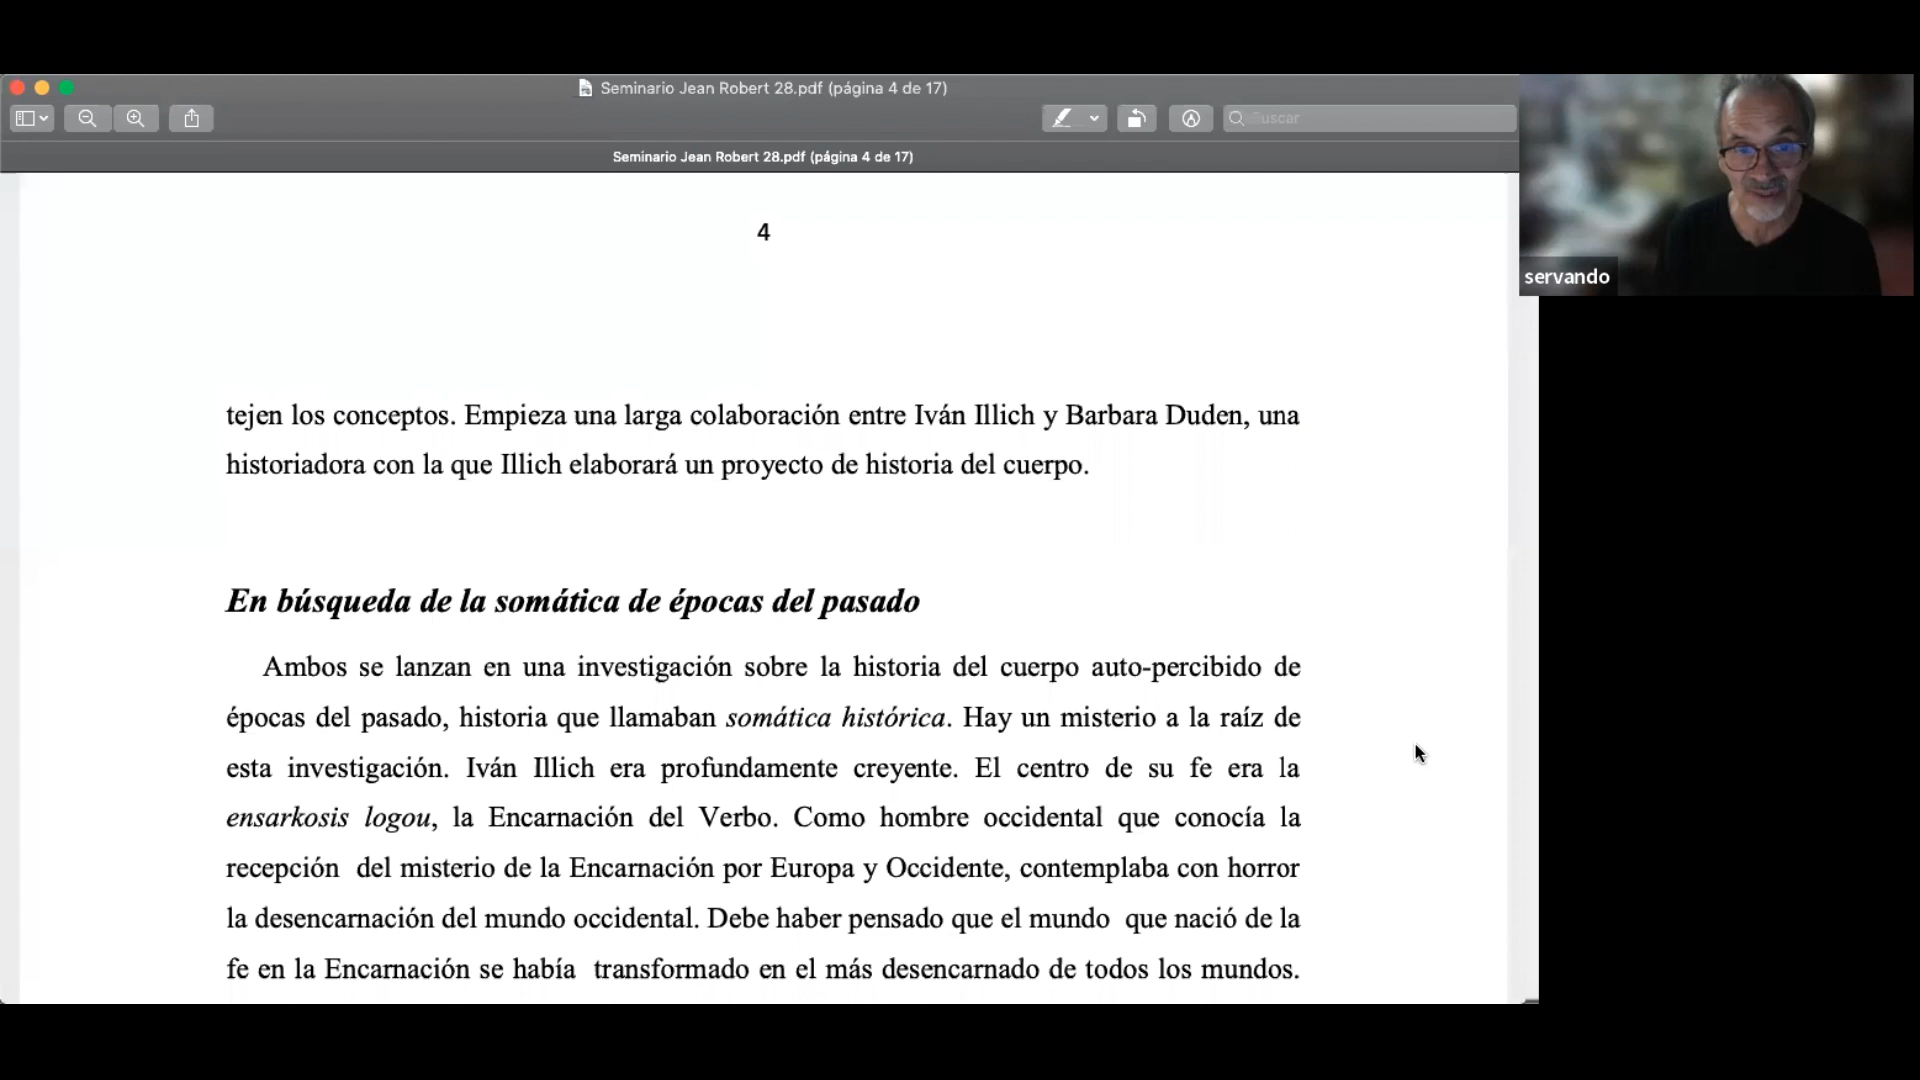 Seminario Jean Robert 28.pdf (página 4 de 17)
Buscar
Seminario Jean Robert 28.pdf (página 4 de 17)
servando
4
tejen los conceptos. Empieza una larga colaboración entre Iván Illich y Barbara Duden, una
historiadora con la que Illich elaborará un proyecto de historia del cuerpo.
En búsqueda de la somática de épocas del pasado
Ambos se lanzan en una investigación sobre la historia del cuerpo auto-percibido de
épocas del pasado, historia que llamaban somática histórica. Hay un misterio a la raíz de
esta investigación. Iván Illich era profundamente creyente. El centro de su fe era la
ensarkosis logou, la Encarnación del Verbo. Como hombre occidental que conocía la
recepción del misterio de la Encarnación por Europa y Occidente, contemplaba con horror
la desencarnación del mundo occidental. Debe haber pensado que el mundo que nació de la
fe en la Encarnación se había transformado en el más desencarnado de todos los mundos.